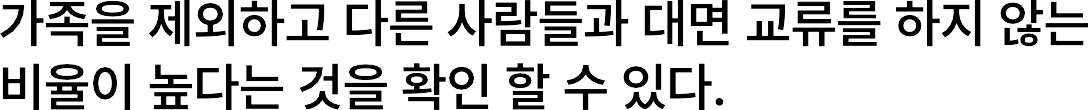 가족을 제외하고 다른 사람들과 대면 교류를 하지 않는
비율이 높다는 것을 확인 할 수 있다.